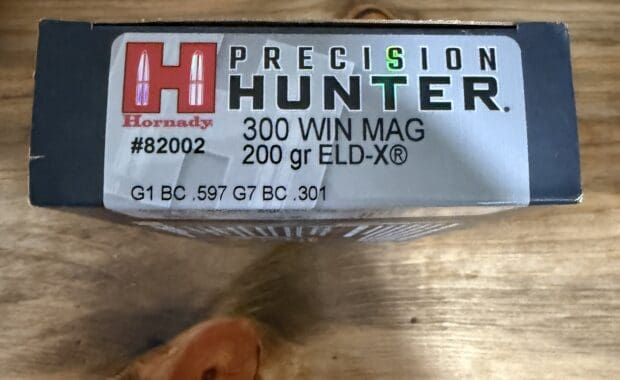 H PRECISION
HUNTER.
Hornady
#82002
300 WIN MAG
200 gr ELD-X®
G1 BC .597 G7 BC .301